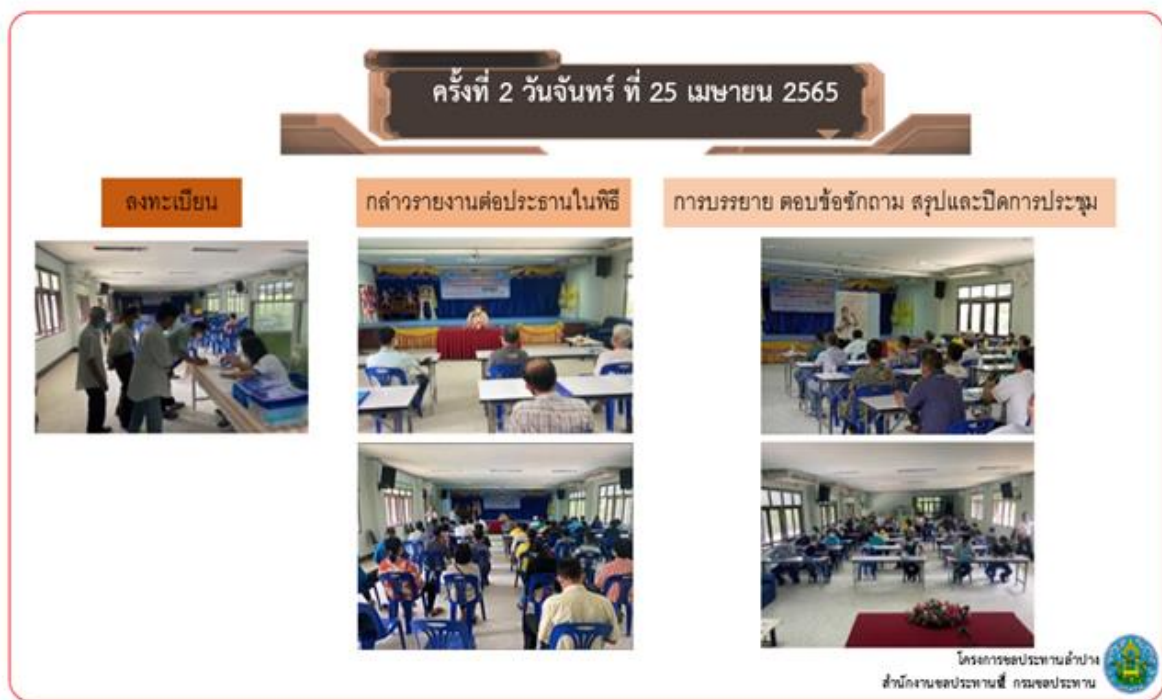 ครั้งที่ 2 วันจันทร์ ที่ 25 เมษายน 2565
ลงทะเบียน
กล่าวรายงานต่อประธานในพิธี
การบรรยาย ตอบข้อซักถาม สรุปและปิดการประชุม
โครงการชลประทานลำปาง
สำนักงานชลประทานที่ กรมชลประทาน